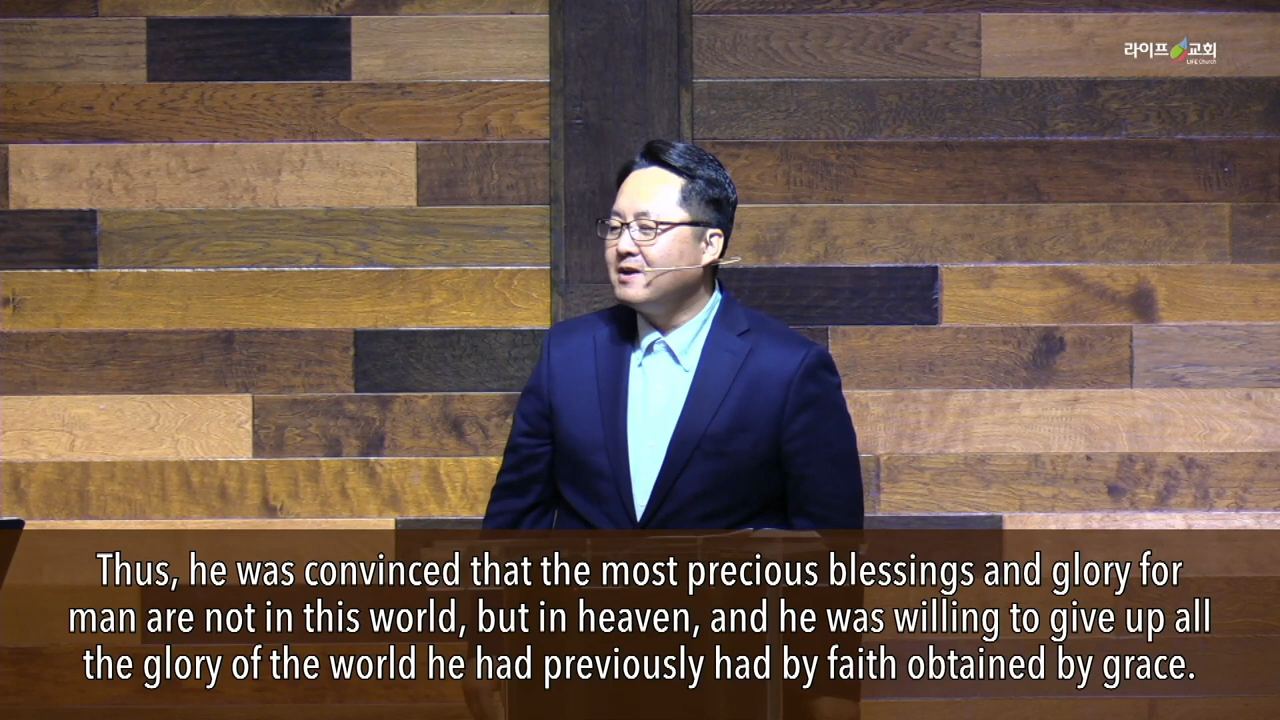 라이프 교회
LIFE Church
Thus, he was convinced that the most precious blessings and glory for
man are not in this world, but in heaven, and he was willing to give up all
the glory of the world he had previously had by faith obtained by grace.